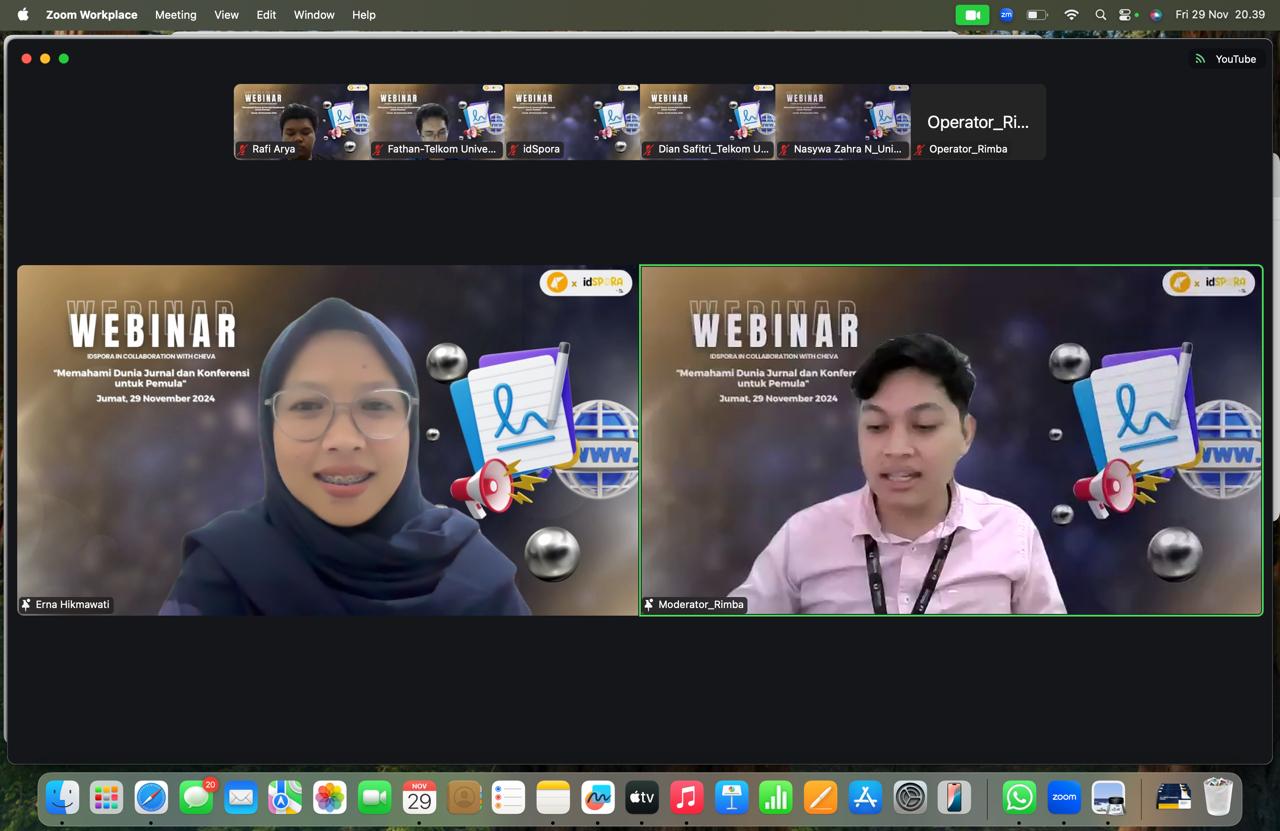 Zoom Workplace Meeting View Edit Window Help
zm
Fri 29 Nov 20.39
YouTube
WEBINAR
WEBINAR
WEBINAR
WEBINAR
WEBINAR
Operator_Ri...
Rafi Arya
Fathan-Telkom Unive...
idSpora
Dian Safitri_Telkom U...
Nasywa Zahra N_Uni...
Operator_Rimba
x idSPORA
WEBINAR
IDSPORA IN COLLABORATION WITH CHEVA
"Memahami Dunia Jurnal dan Konferensi
untuk Pemula"
Jumat, 29 November 2024
WWW.
Erna Hikmawati
x idSPORA
WEBINAR
IDSPORA IN COLLABORATION WITH CHEVA
"Memahami Dunia Jurnal dan Konfer
untuk Pemula"
Jumat, 29 November 2024
WWW.
Moderator_Rimba
20
NOV
29
tv
zoom